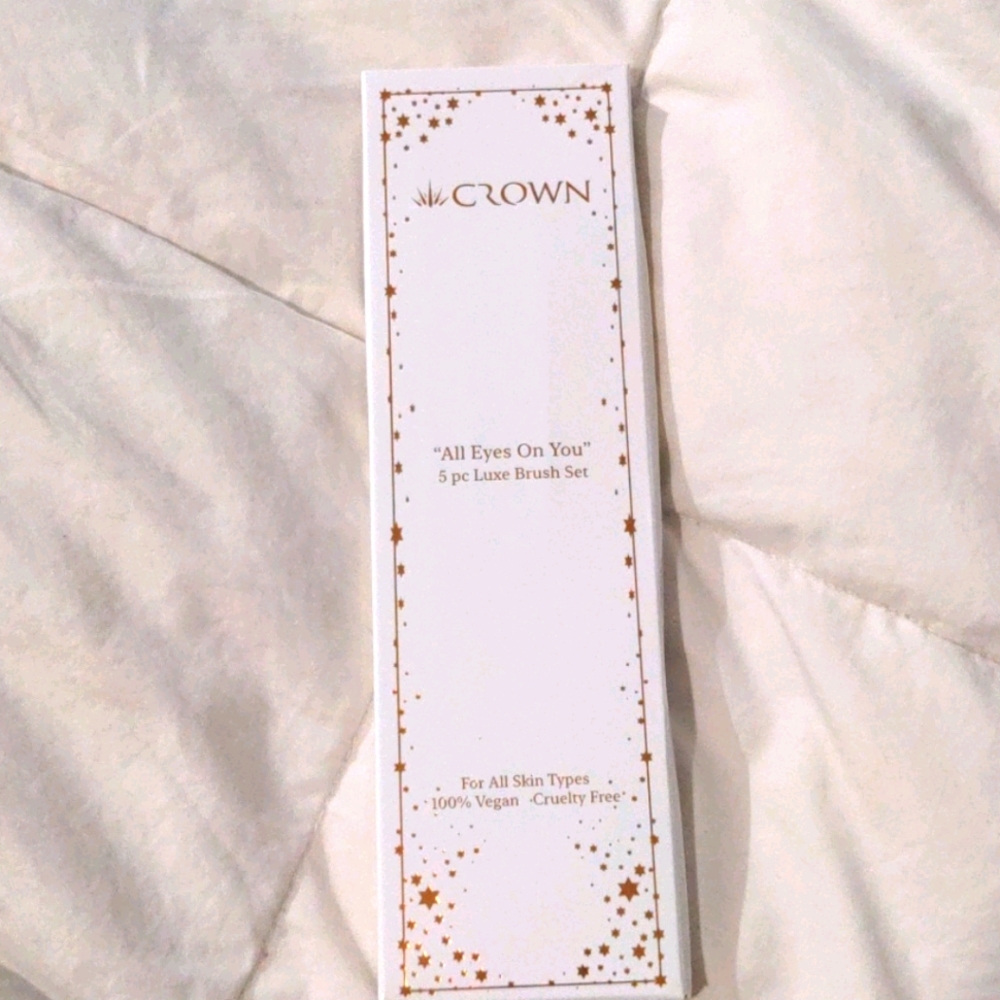 CROWN
“All Eyes On You”
5 pc Luxe Brush Set
For All Skin Types
100% Vegan ·Cruelty Free